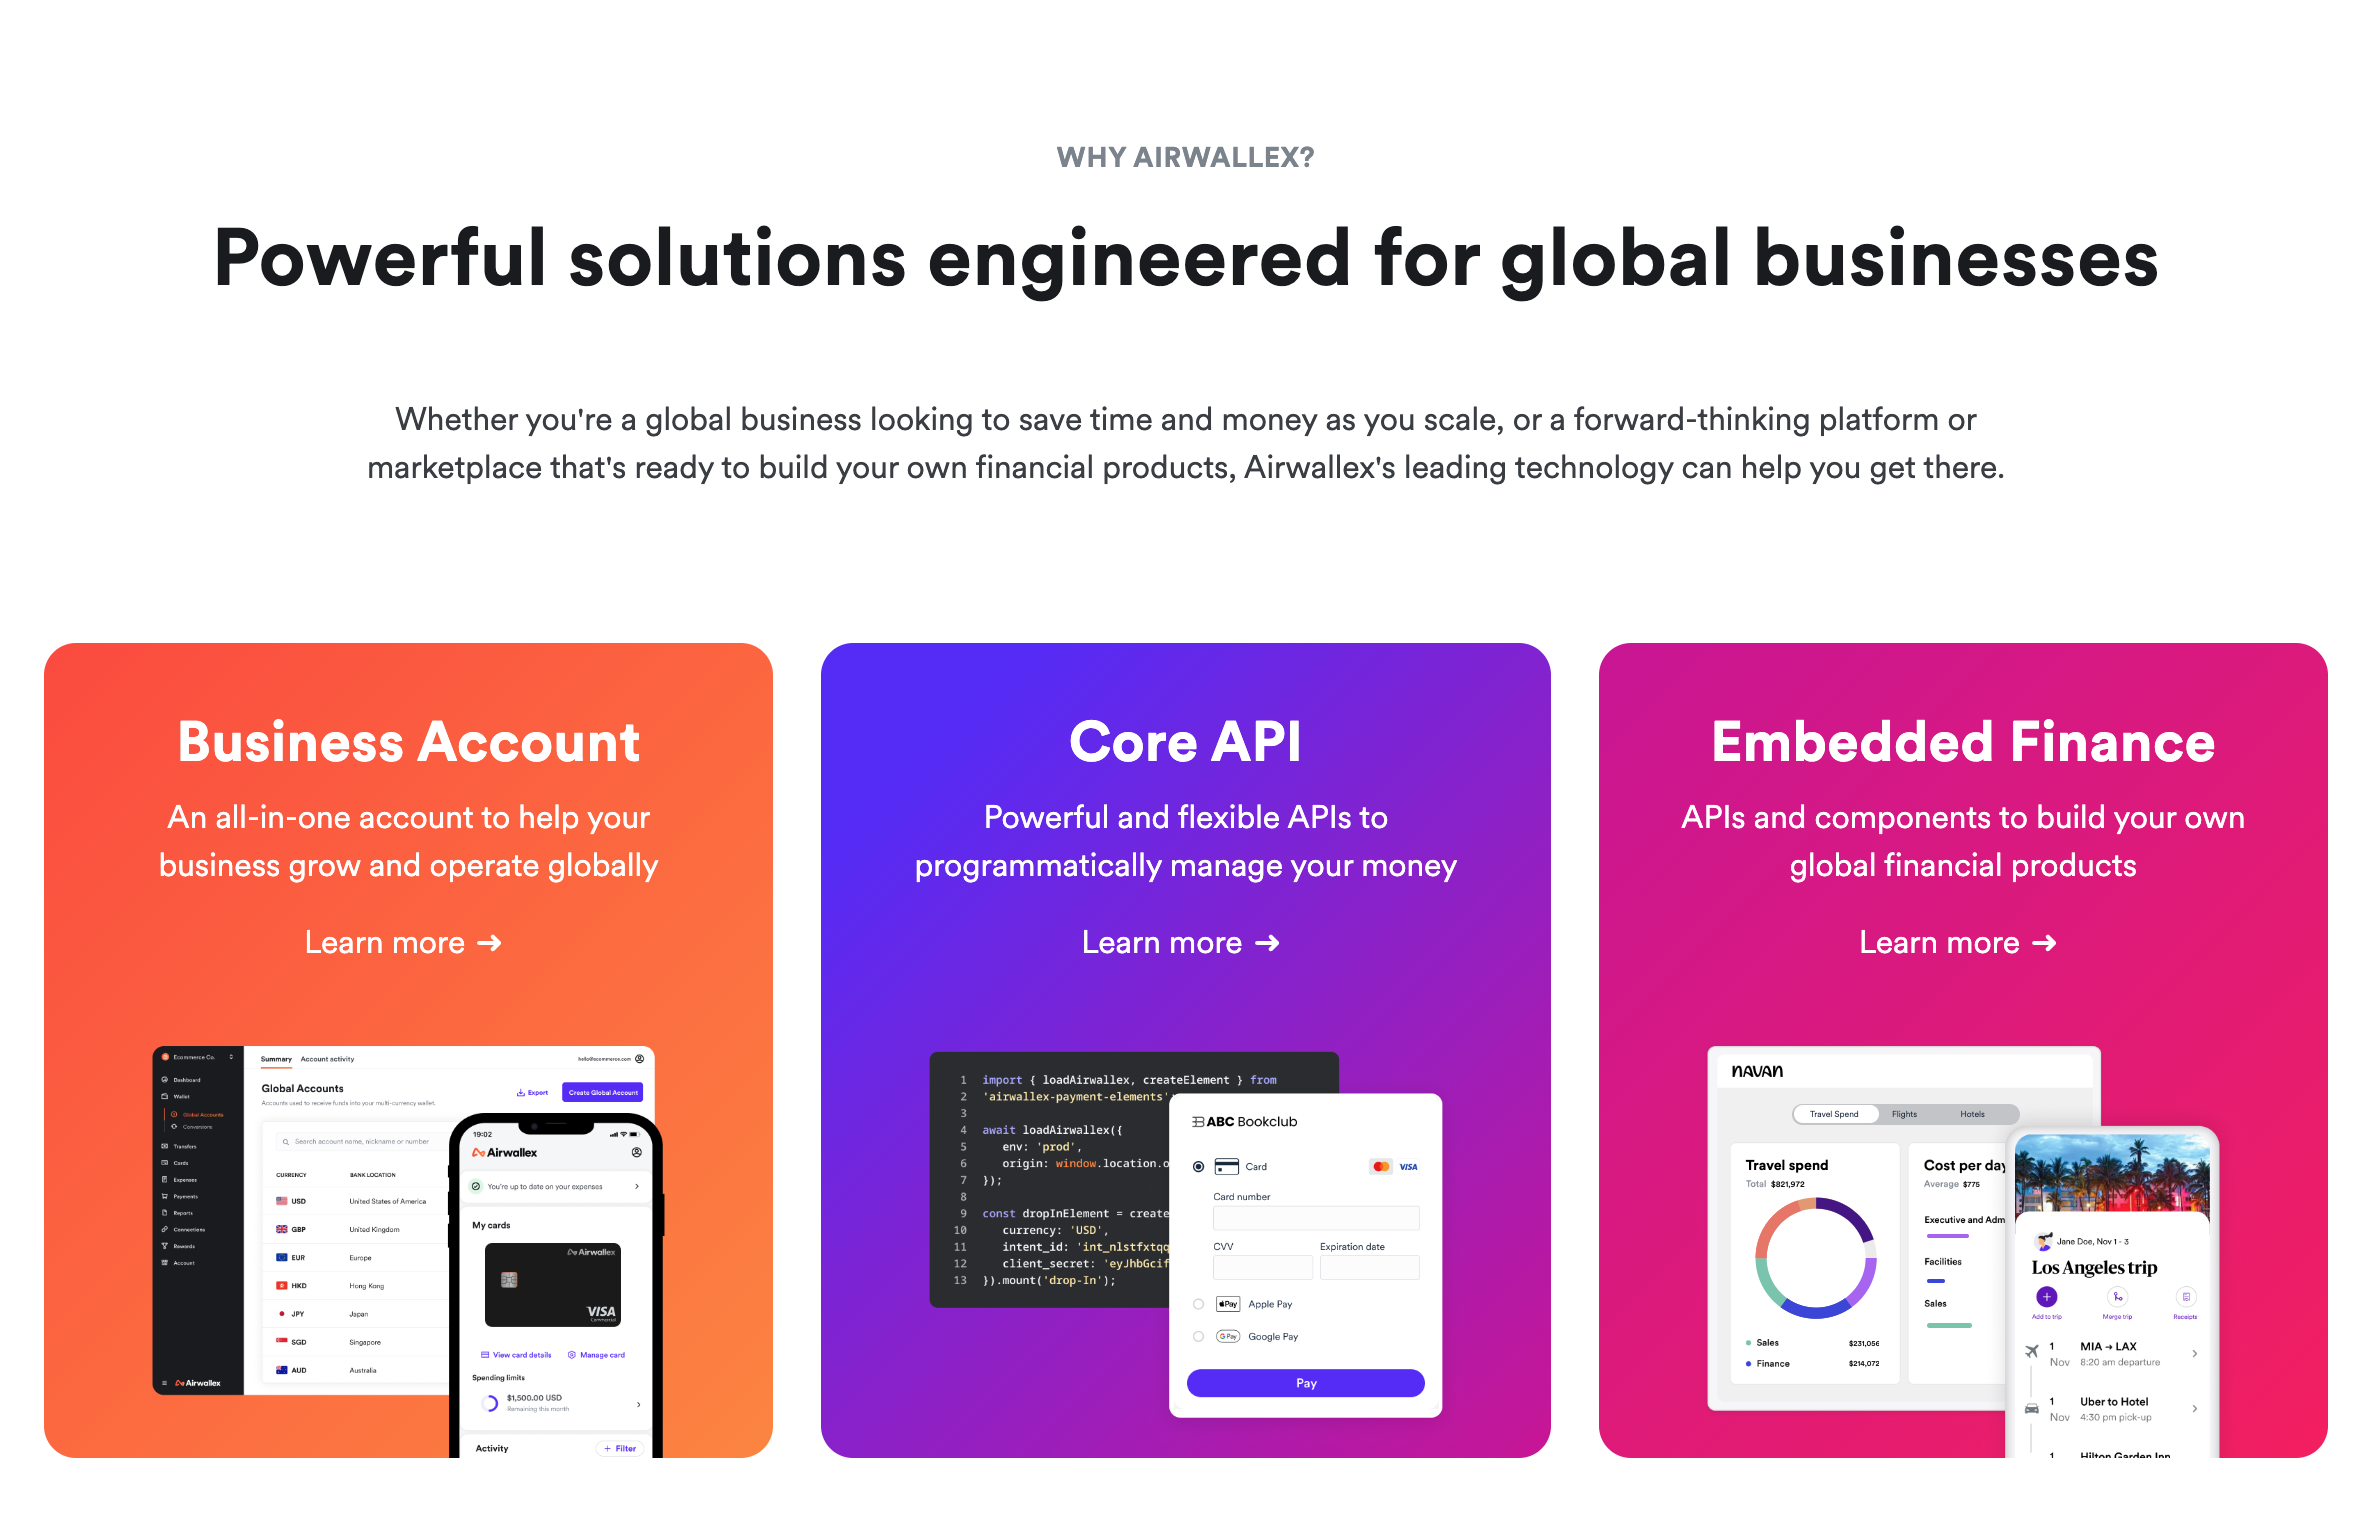 WHY AIRWALLEX?
Powerful solutions engineered for global businesses
Whether you're a global business looking to save time and money as you scale, or a forward-thinking platform or
marketplace that's ready to build your own financial products, Airwallex's leading technology can help you get there.
Business Account
An all-in-one account to help your
business grow and operate globally
Learn more →
Ecommerce Co.
Dashboard
Wallet
Global Accounts
Conversions
Transfers
Cards
Expenses
Payments
Reports
Connections
Rewards
Account
Airwallex
Summary Account activity
hello@ecommerce.com
Global Accounts
Accounts used to receive funds into your multi-currency wallet.
Export
Create Global Account
Search account name, nickname or number
CURRENCY BANK LOCATION
USD United States of America
GBP United Kingdom
EUR Europe
HKD Hong Kong
JPY Japan
SGD Singapore
AUD Australia
19:02
Airwallex
You're up to date on your expenses
My cards
Airwallex
VISA
Commercial
View card details Manage card
Spending limits
$1,500.00 USD
Remaining this month
Activity
+ Filter
Core API
Powerful and flexible APIs to
programmatically manage your money
Learn more →
1 import { loadAirwallex, createElement } from
2 'airwallex-payment-elements'
3
4 await loadAirwallex({
5 env: 'prod',
6 origin: window.location.o
7 });
8
9 const dropInElement = create
10 currency: 'USD',
11 intent_id: 'int_nlstfxtqq
12 client_secret: 'eyJhbGcif
13 }).mount('drop-In');
ABC Bookclub
Card
VISA
Card number
CVV Expiration date
Pay Apple Pay
G Pay Google Pay
Pay
Embedded Finance
APIs and components to build your own
global financial products
Learn more →
NAVAN
Travel Spend Flights Hotels
Travel spend
Total $821,972
Sales $231,056
Finance $214,072
Cost per day
Average $775
Executive and Adm
Facilities
Sales
Jane Doe, Nov 1 - 3
Los Angeles trip
Add to trip Merge trip Receipts
1 MIA → LAX
Nov 8:20 am departure
1 Uber to Hotel
Nov 4:30 pm pick-up
1 Hilton Garden Inn